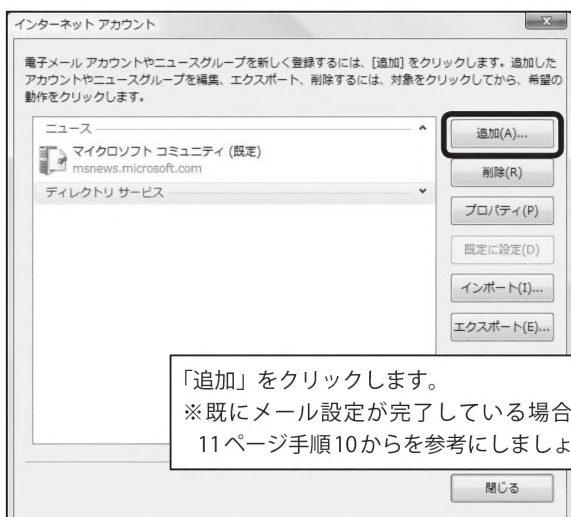 インターネット アカウント
電子メール アカウントやニュースグループを新しく登録するには、[追加] をクリックします。追加した
アカウントやニュースグループを編集、エクスポート、削除するには、対象をクリックしてから、希望の
動作をクリックします。
ニュース
マイクロソフト コミュニティ (既定)
msnews.microsoft.com
ディレクトリ サービス
追加(A)...
削除(R)
プロパティ(P)
既定に設定(D)
インポート(I)...
エクスポート(E)...
「追加」をクリックします。
※既にメール設定が完了している場合
11ページ手順10からを参考にしましょ
閉じる